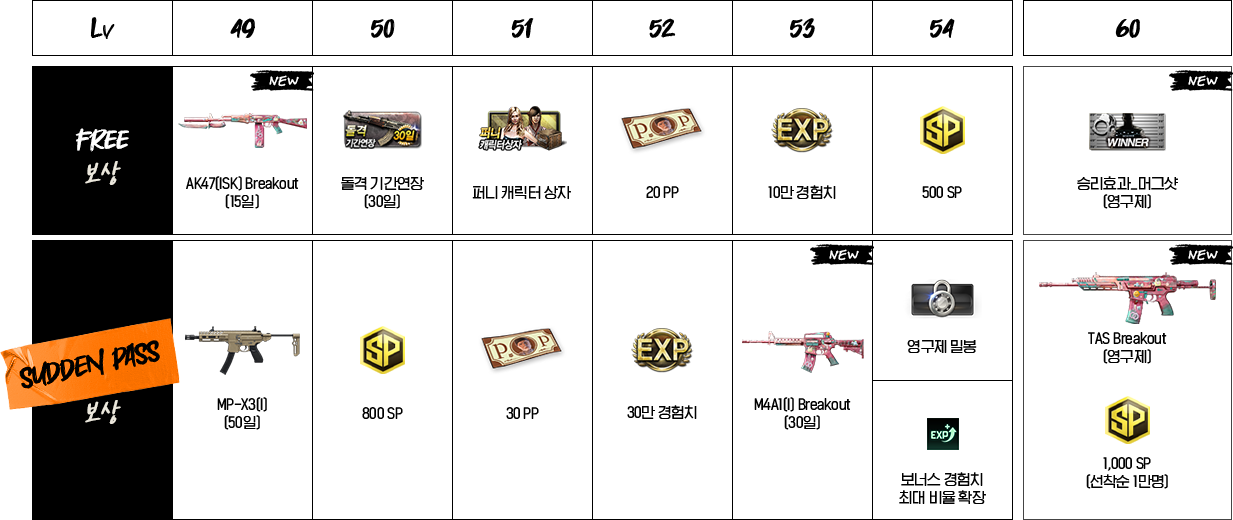 Lv 49 50 51 52 53 54 60
FREE
보상
NEW
AK47(ISK) Breakout
(15일)
돌격
30일
기간연장
돌격 기간연장
(30일)
퍼니
캐릭터상자
퍼니 캐릭터 상자
P.O.P
20 PP
EXP
10만 경험치
SP
500 SP
NEW
WINNER
승리효과_머그샷
(영구제)
SUDDEN PASS
보상
MP-X3(I)
(50일)
SP
800 SP
P.O.P
30 PP
EXP
30만 경험치
NEW
M4A1(I) Breakout
(30일)
영구제 밀봉
EXP
보너스 경험치
최대 비율 확장
NEW
TAS Breakout
(영구제)
SP
1,000 SP
(선착순 1만명)